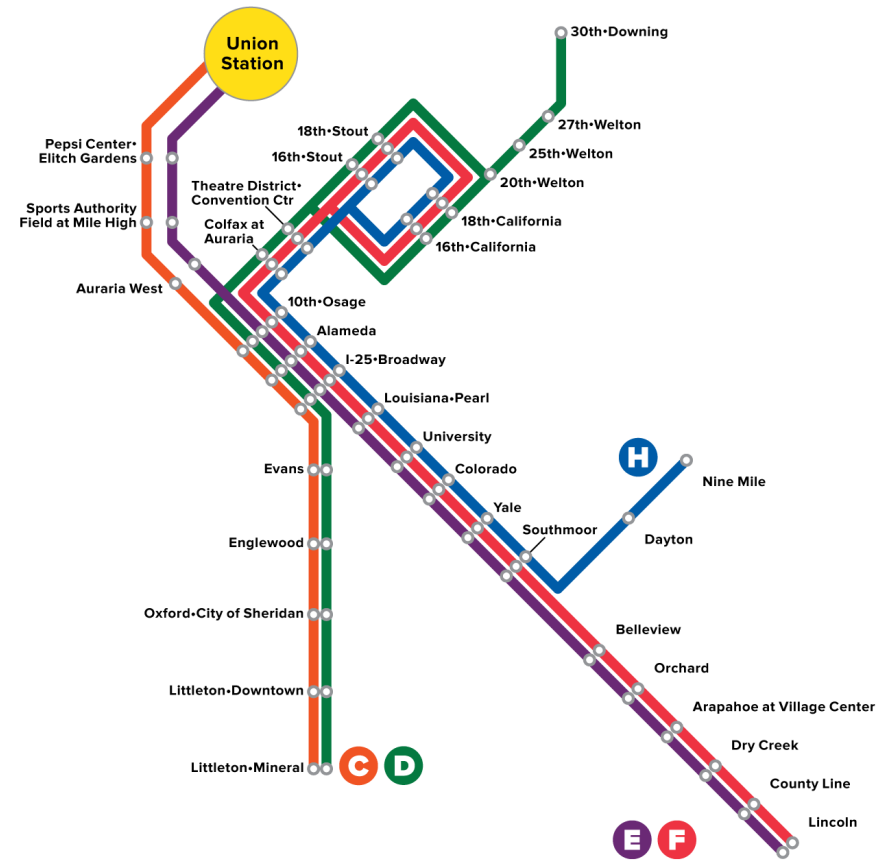 Union
Station
30th•Downing
27th•Welton
25th•Welton
20th•Welton
18th•Stout
16th•Stout
Pepsi Center•
Elitch Gardens
Theatre District•
Convention Ctr
18th•California
16th•California
Sports Authority
Field at Mile High
Colfax at
Auraria
Auraria West
10th•Osage
Alameda
I-25•Broadway
Louisiana•Pearl
University
Colorado
Yale
Southmoor
H
Nine Mile
Dayton
Evans
Englewood
Oxford•City of Sheridan
Littleton•Downtown
Littleton•Mineral
C D
Belleview
Orchard
Arapahoe at Village Center
Dry Creek
County Line
Lincoln
E F